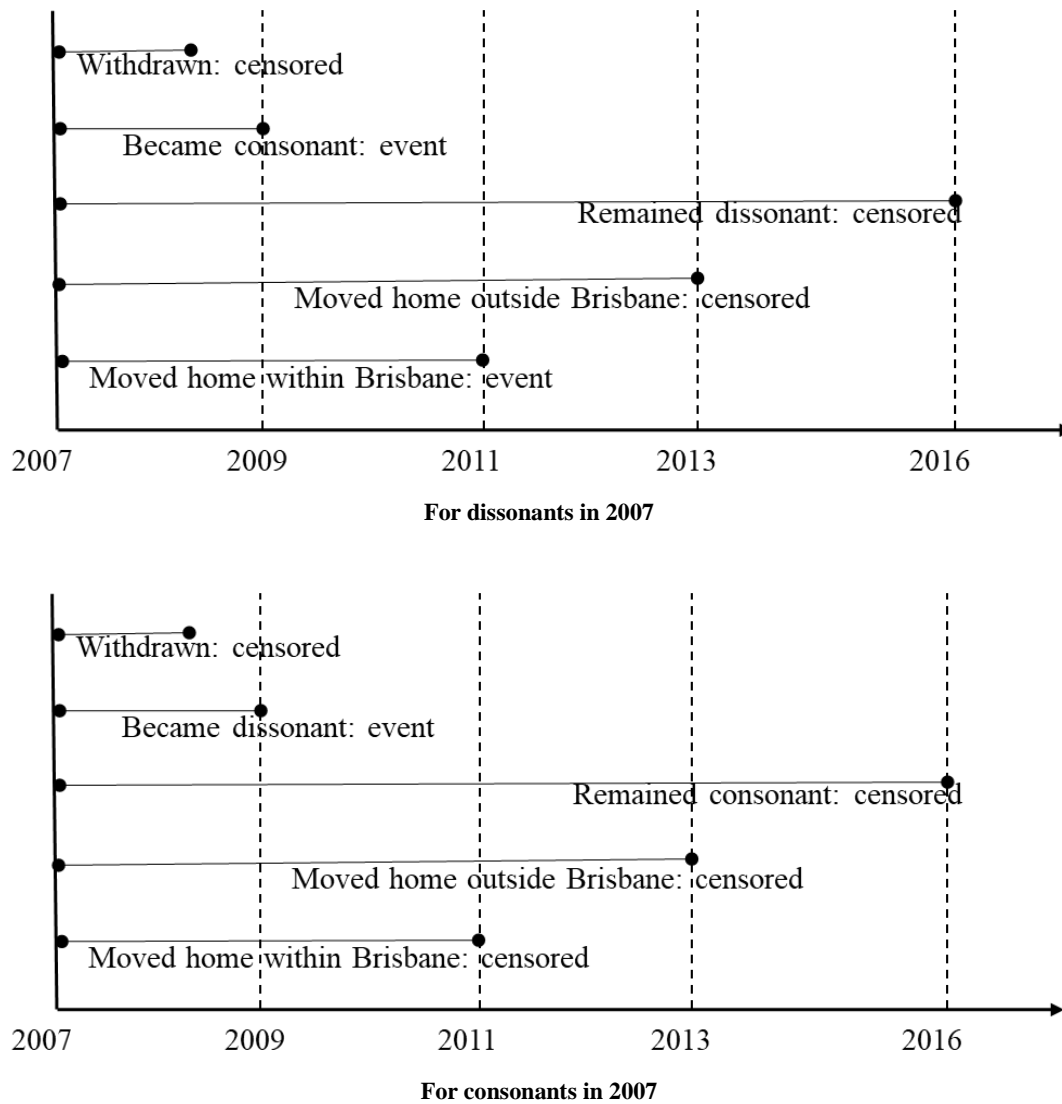 Withdrawn: censored
Became consonant: event
Remained dissonant: censored
Moved home outside Brisbane: censored
Moved home within Brisbane: event
2007 2009 2011 2013 2016
For dissonants in 2007
Withdrawn: censored
Became dissonant: event
Remained consonant: censored
Moved home outside Brisbane: censored
Moved home within Brisbane: censored
2007 2009 2011 2013 2016
For consonants in 2007